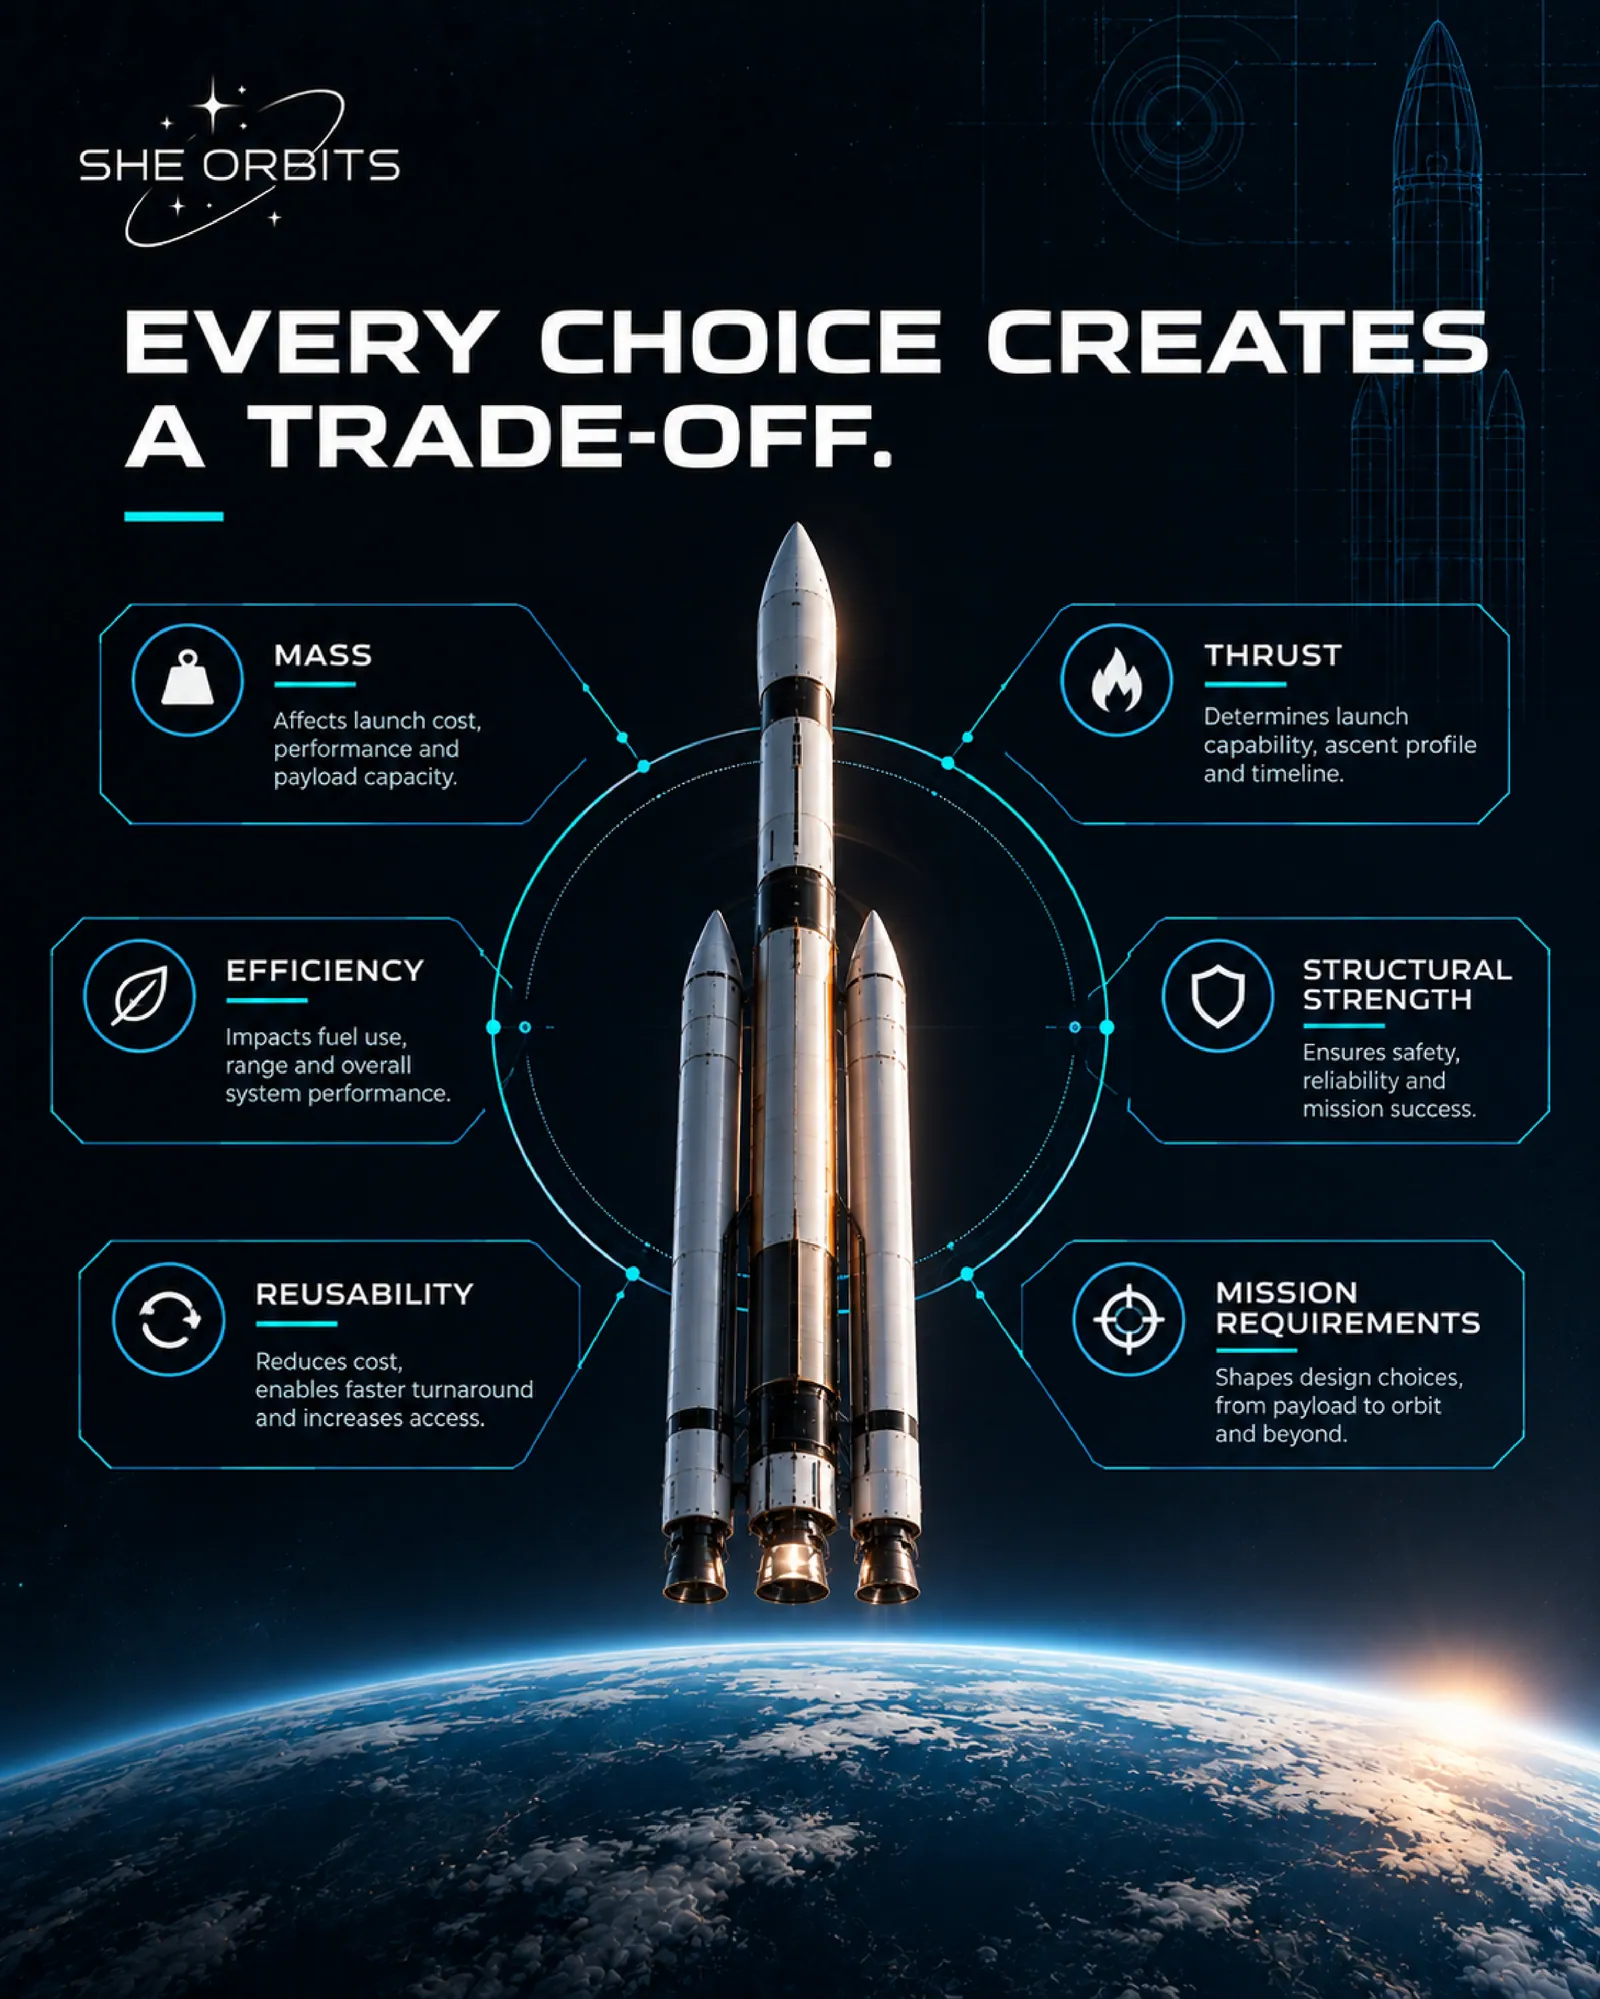 SHE ORBITS
EVERY CHOICE CREATES
A TRADE-OFF.
MASS
Affects launch cost,
performance and
payload capacity.
THRUST
Determines launch
capability, ascent profile
and timeline.
EFFICIENCY
Impacts fuel use,
range and overall
system performance.
STRUCTURAL
STRENGTH
Ensures safety,
reliability and
mission success.
REUSABILITY
Reduces cost,
enables faster turnaround
and increases access.
MISSION
REQUIREMENTS
Shapes design choices,
from payload to orbit
and beyond.